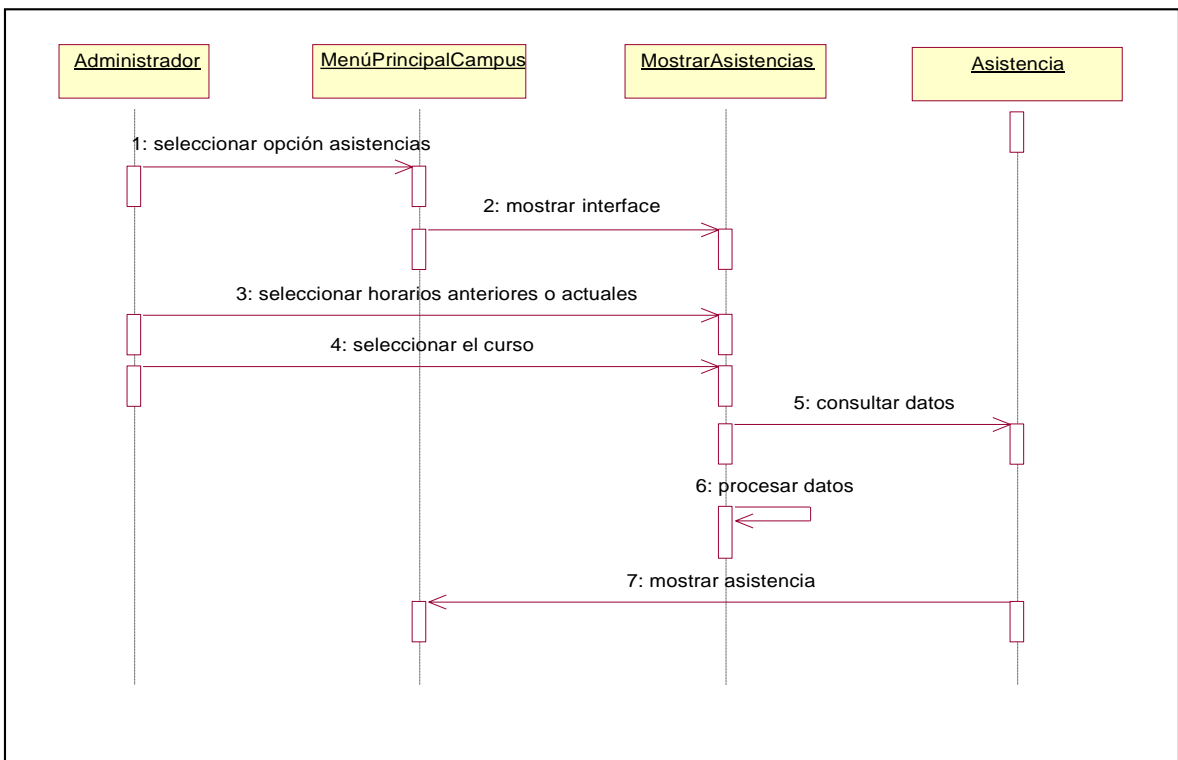 Administrador
MenúPrincipalCampus
MostrarAsistencias
Asistencia
1: seleccionar opción asistencias
2: mostrar interface
3: seleccionar horarios anteriores o actuales
4: seleccionar el curso
5: consultar datos
6: procesar datos
7: mostrar asistencia